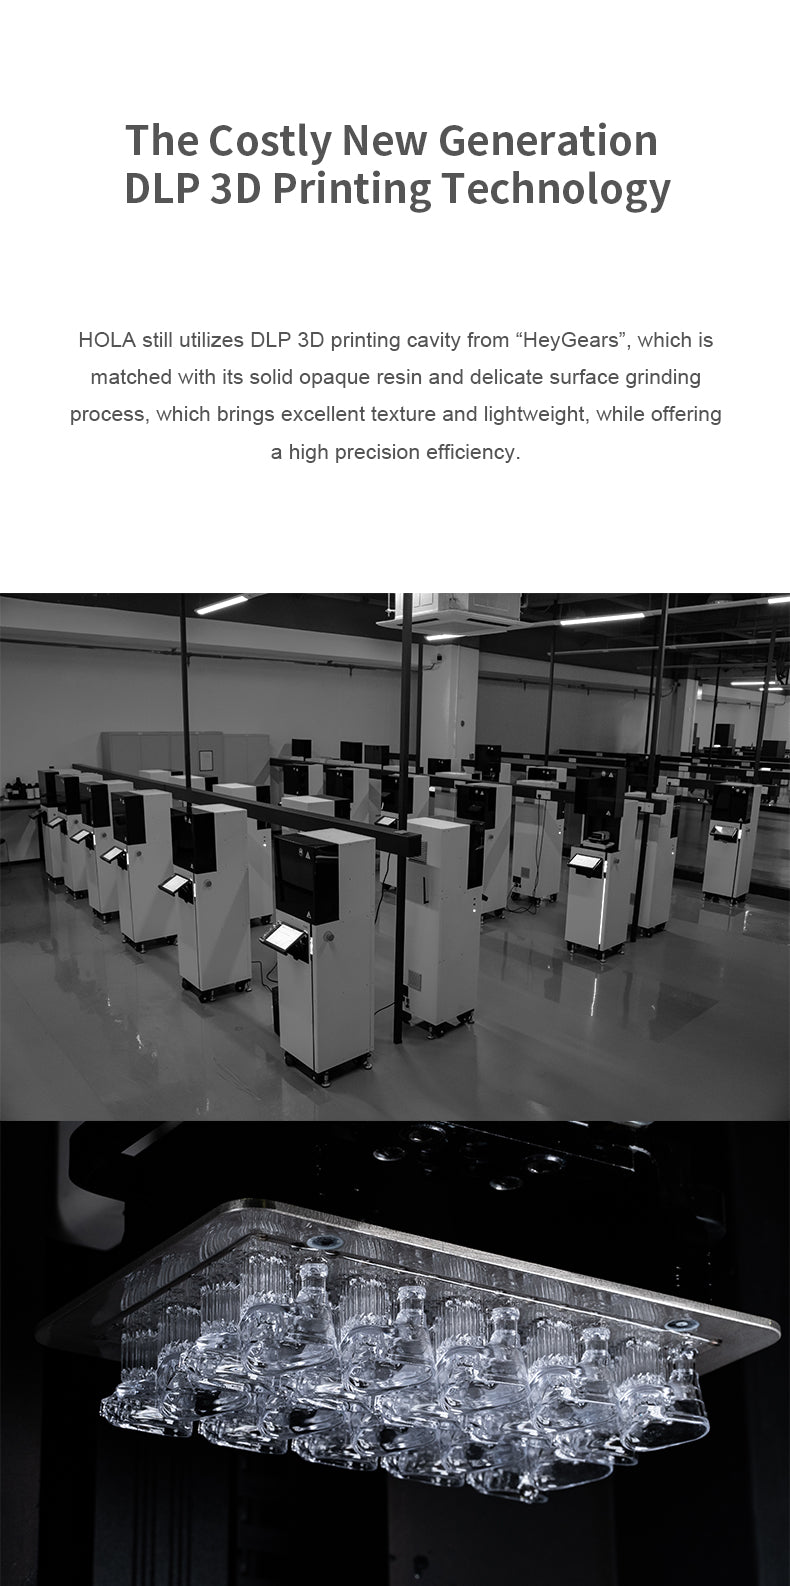 The Costly New Generation
DLP 3D Printing Technology
HOLA still utilizes DLP 3D printing cavity from “HeyGears”, which is
matched with its solid opaque resin and delicate surface grinding
process, which brings excellent texture and lightweight, while offering
a high precision efficiency.